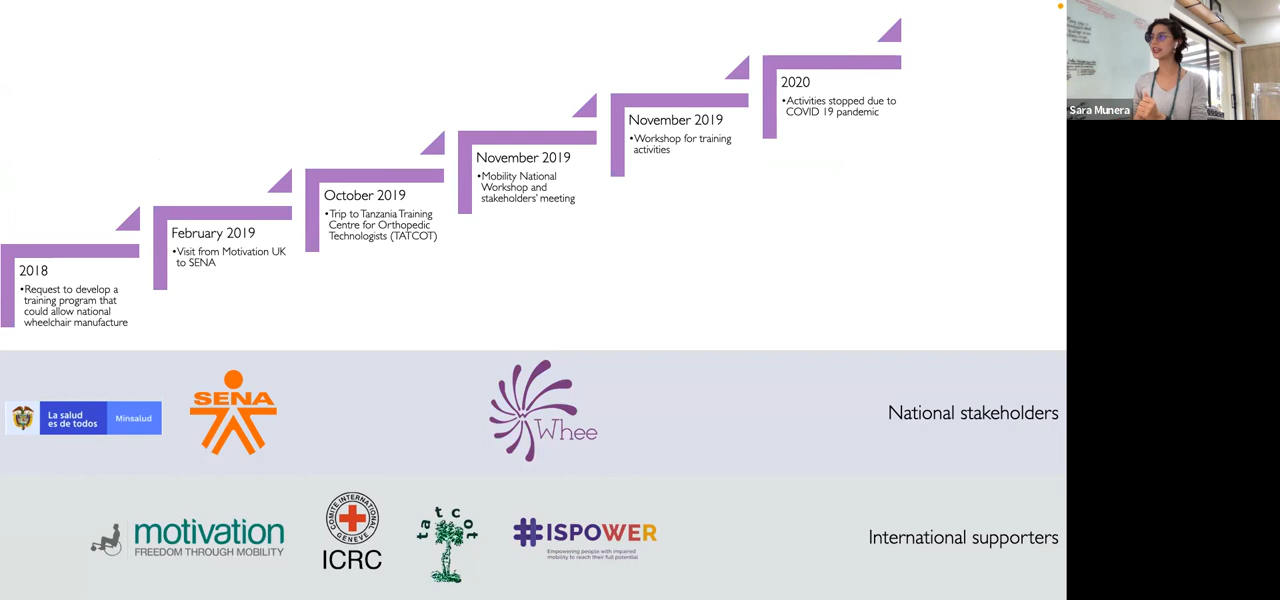 2018
•Request to develop a
training program that
could allow national
wheelchair manufacture
February 2019
•Visit from Motivation UK
to SENA
October 2019
•Trip to Tanzania Training
Centre for Orthopedic
Technologists (TATCOT)
November 2019
•Mobility National
Workshop and
stakeholders' meeting
November 2019
•Workshop for training
activities
2020
•Activities stopped due to
COVID 19 pandemic
Sara Munera
La salud
es de todos
Minsalud
SENA
Whee
National stakeholders
motivation
FREEDOM THROUGH MOBILITY
COMITE INTERNATIONAL
GENEVE
ICRC
tatcot
#ISPOWER
Empowering people with impaired
mobility to reach their full potential
International supporters